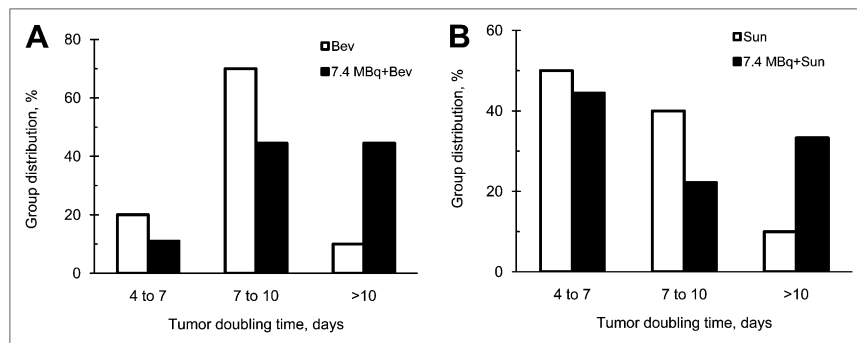 A
Bev
7.4 MBq+Bev
Group distribution, %
80
60
40
20
0
4 to 7
7 to 10
>10
Tumor doubling time, days
B
Sun
7.4 MBq+Sun
Group distribution, %
60
40
20
0
4 to 7
7 to 10
>10
Tumor doubling time, days